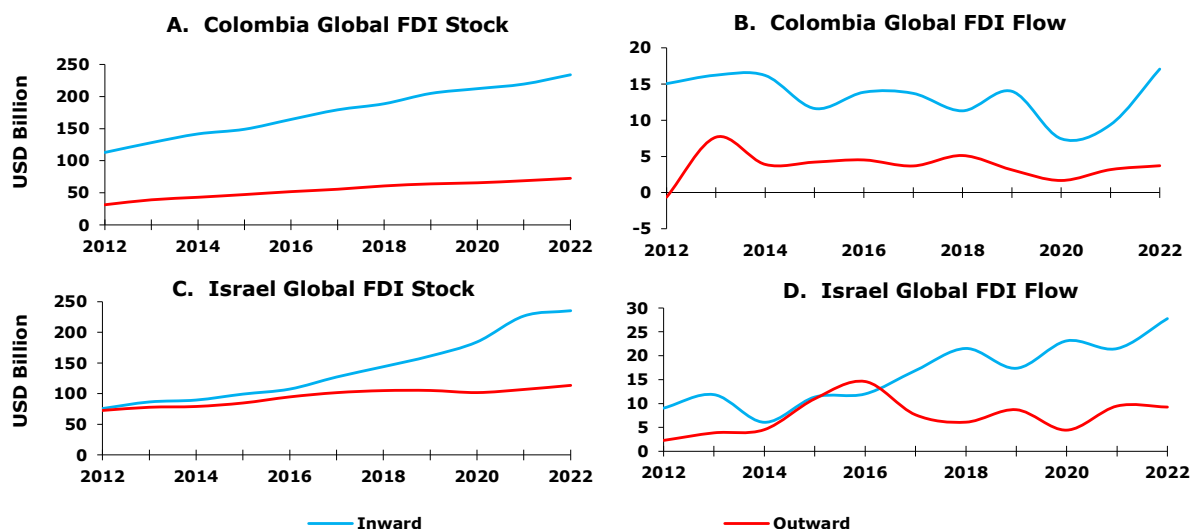 A.  Colombia Global FDI Stock
USD Billion
250
200
150
100
50
0
2012 2014 2016 2018 2020 2022
B.  Colombia Global FDI Flow
20
15
10
5
0
-5
2012 2014 2016 2018 2020 2022
C.  Israel Global FDI Stock
USD Billion
250
200
150
100
50
0
2012 2014 2016 2018 2020 2022
D.  Israel Global FDI Flow
30
25
20
15
10
5
0
2012 2014 2016 2018 2020 2022
Inward Outward